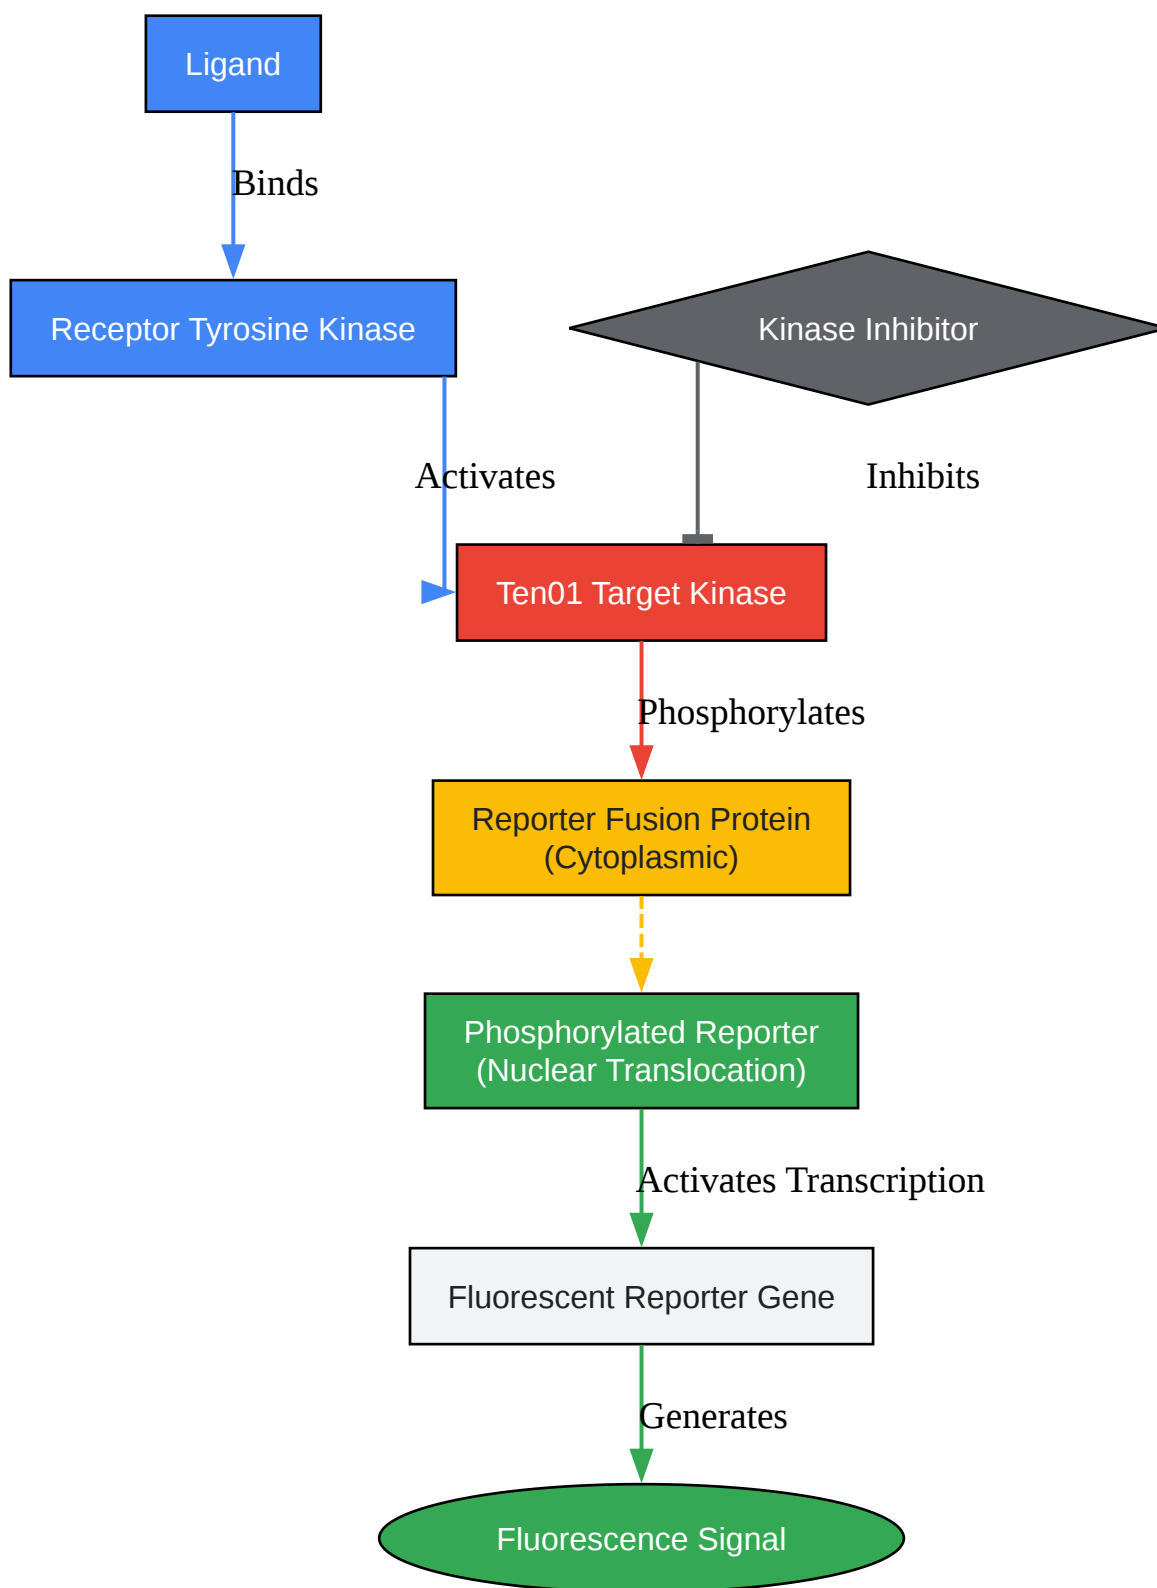 Ligand
Binds
Receptor Tyrosine Kinase
Kinase Inhibitor
Activates
Inhibits
Ten01 Target Kinase
Phosphorylates
Reporter Fusion Protein
(Cytoplasmic)
Phosphorylated Reporter
(Nuclear Translocation)
Activates Transcription
Fluorescent Reporter Gene
Generates
Fluorescence Signal